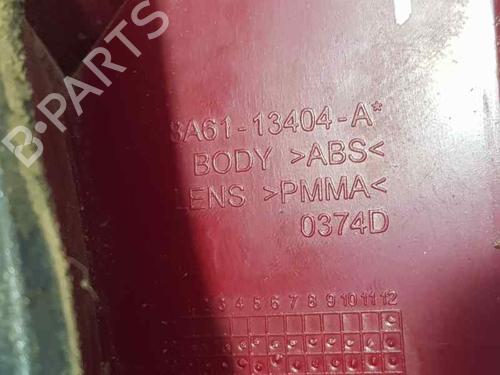 B-PARTS
8A61-13404-A*
BODY >ABS<
LENS >PMMA<
0374D
2 3 4 5 6 7 8 9 10 11 12